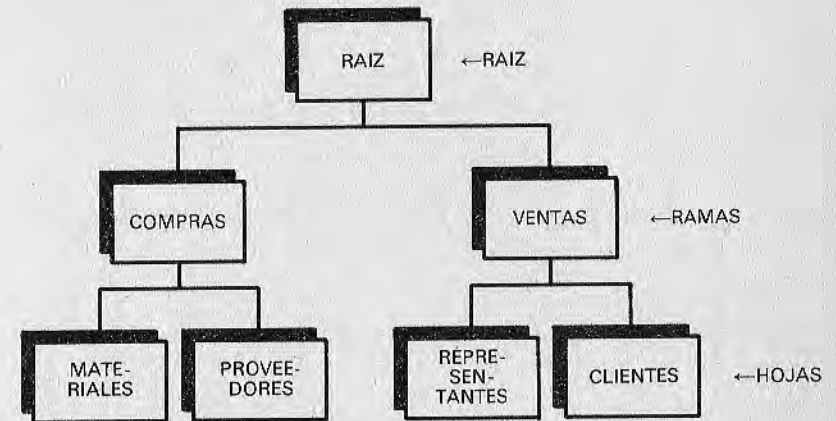 RAIZ ←RAIZ
COMPRAS VENTAS ←RAMAS
MATE-
RIALES
PROVEE-
DORES
REPRE-
SEN-
TANTES
CLIENTES ←HOJAS